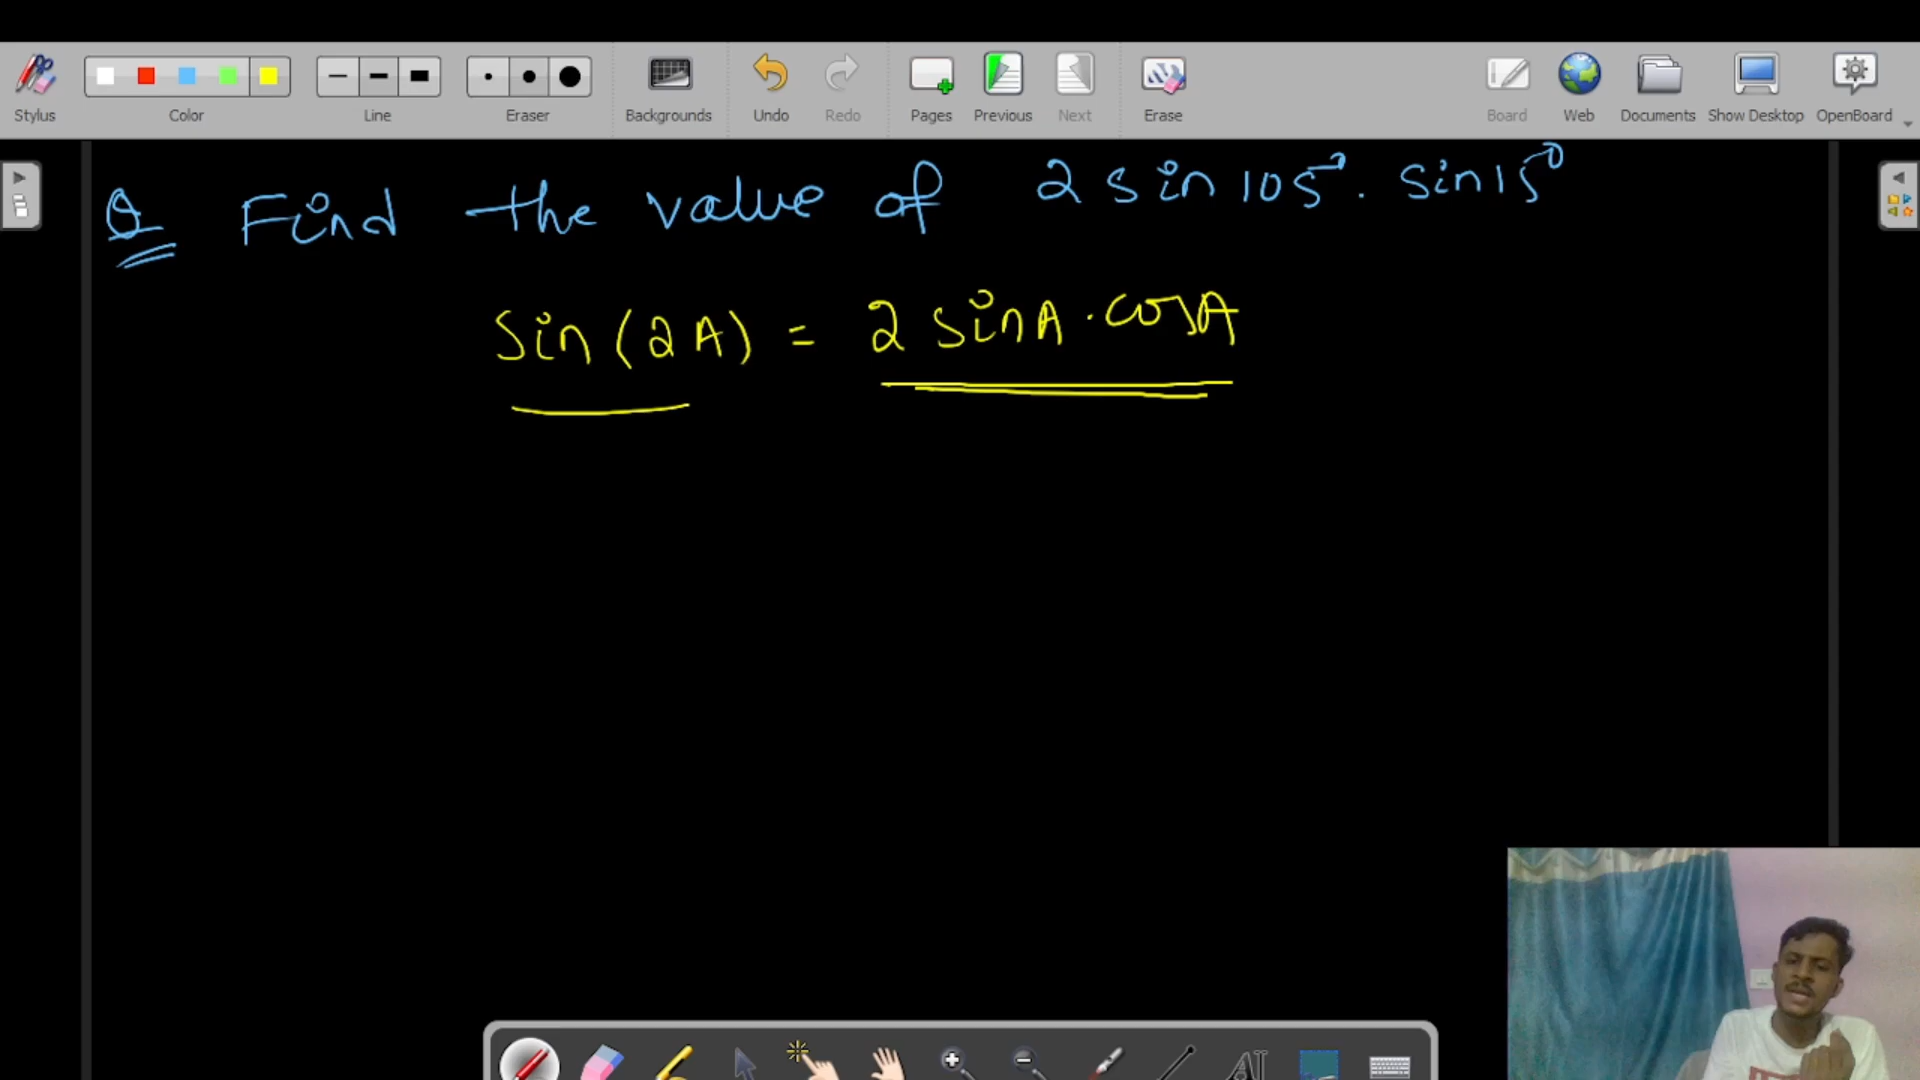 Stylus Color Line Eraser Backgrounds Undo Redo Pages Previous Next Erase Board Web Documents Show Desktop OpenBoard
Q Find the value of 2 sin 105°. sin15°
Sin(2A) = 2 sinA · cosA